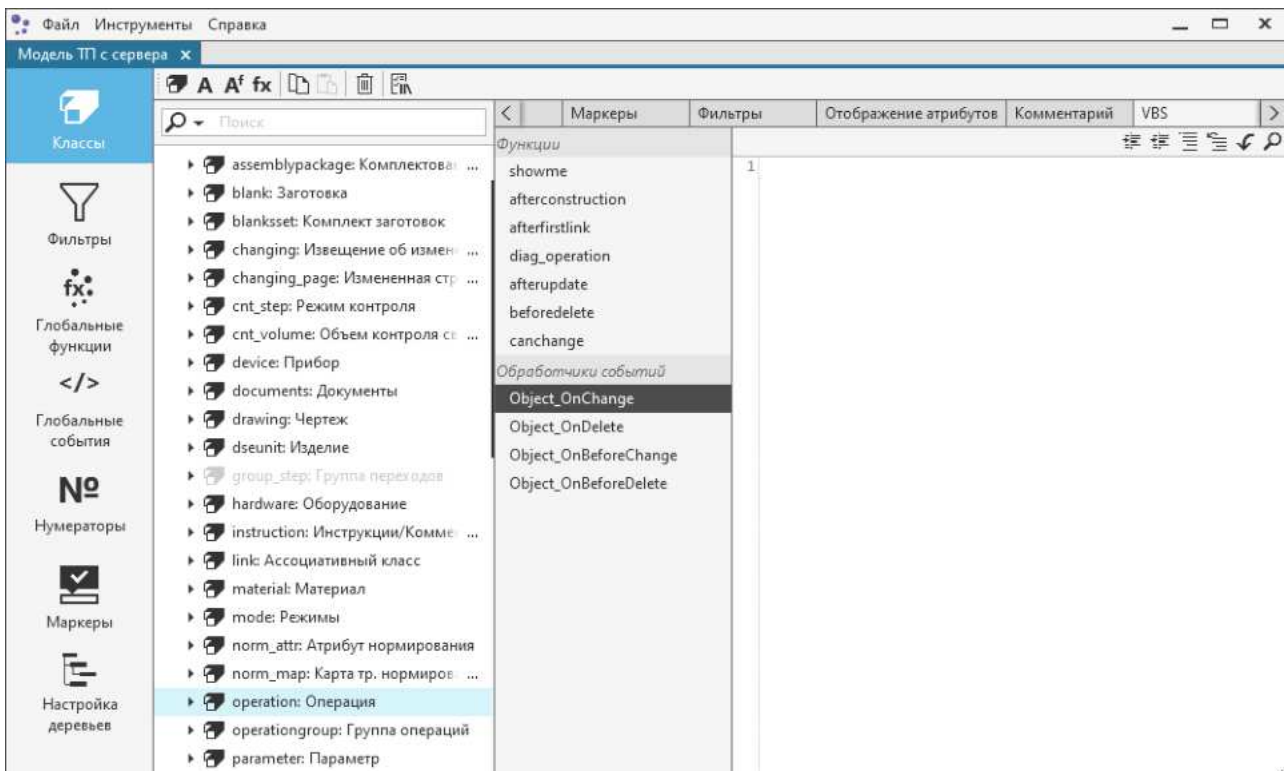 Файл Инструменты Справка
Модель ТП с сервера x
A Af fx
Классы
Фильтры
fx
Глобальные
функции
</>
Глобальные
события
№
Нумераторы
Маркеры
Настройка
деревьев
Поиск
assemblypackage: Комплектова ...
blank: Заготовка
blanksset: Комплект заготовок
changing: Извещение об измен ...
changing_page: Измененная стр ...
cnt_step: Режим контроля
cnt_volume: Объем контроля св ...
device: Прибор
documents: Документы
drawing: Чертеж
dseunit: Изделие
group_step: Группа переходов
hardware: Оборудование
instruction: Инструкции/Комме ...
link: Ассоциативный класс
material: Материал
mode: Режимы
norm_attr: Атрибут нормирования
norm_map: Карта тр. нормиров ...
operation: Операция
operationgroup: Группа операций
parameter: Параметр
Маркеры Фильтры Отображение атрибутов Комментарий VBS
Функции
showme
afterconstruction
afterfirstlink
diag_operation
afterupdate
beforedelete
canchange
Обработчики событий
Object_OnChange
Object_OnDelete
Object_OnBeforeChange
Object_OnBeforeDelete
1